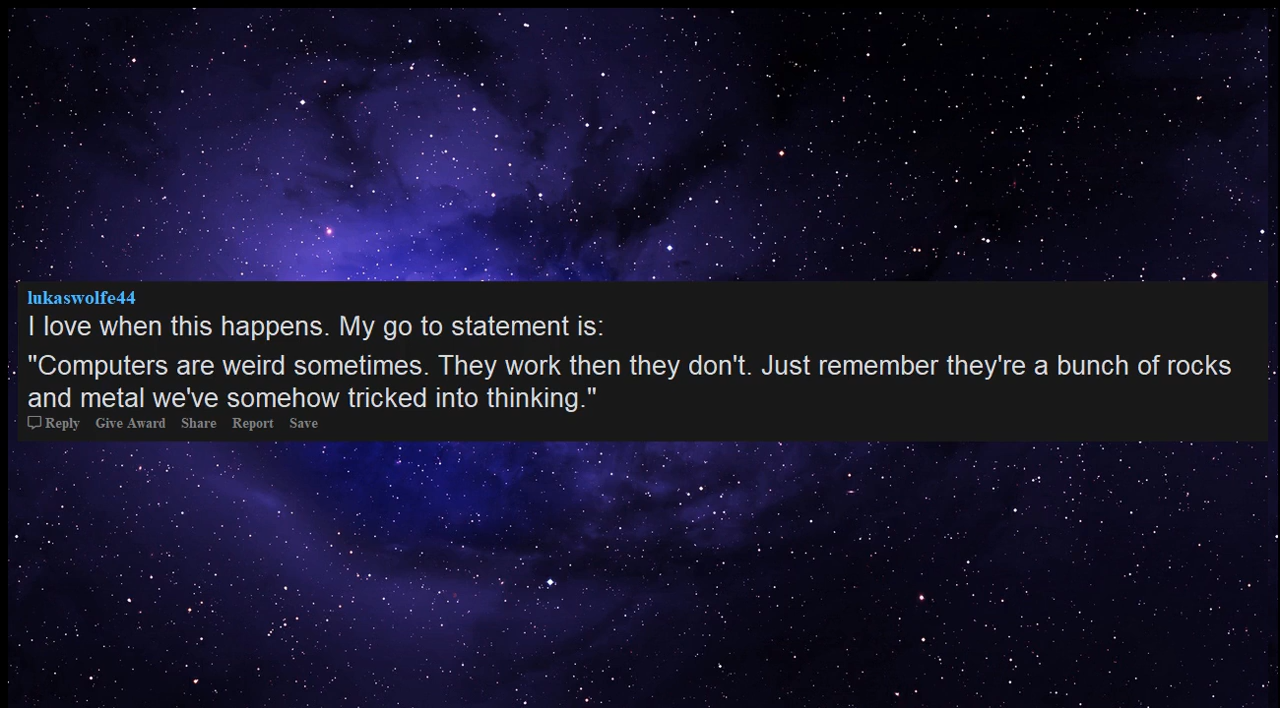 lukaswolfe44
I love when this happens. My go to statement is:
"Computers are weird sometimes. They work then they don't. Just remember they're a bunch of rocks
and metal we've somehow tricked into thinking."
Reply Give Award Share Report Save